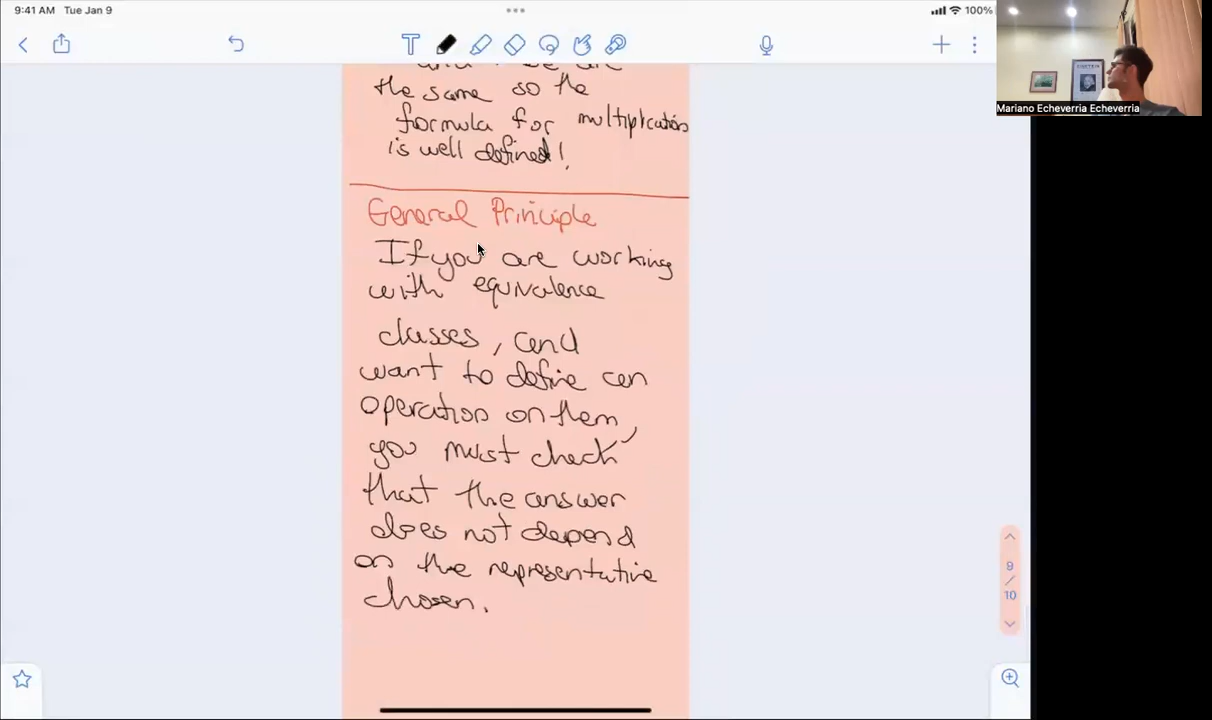 9:41 AM Tue Jan 9
100%
Mariano Echeverria Echeverria
the same so the
formula for multiplication
is well defined!
General Principle
If you are working
with equivalence
classes, and
want to define an
operation on them,
you must check
that the answer
does not depend
on the representative
chosen.
9
/
10